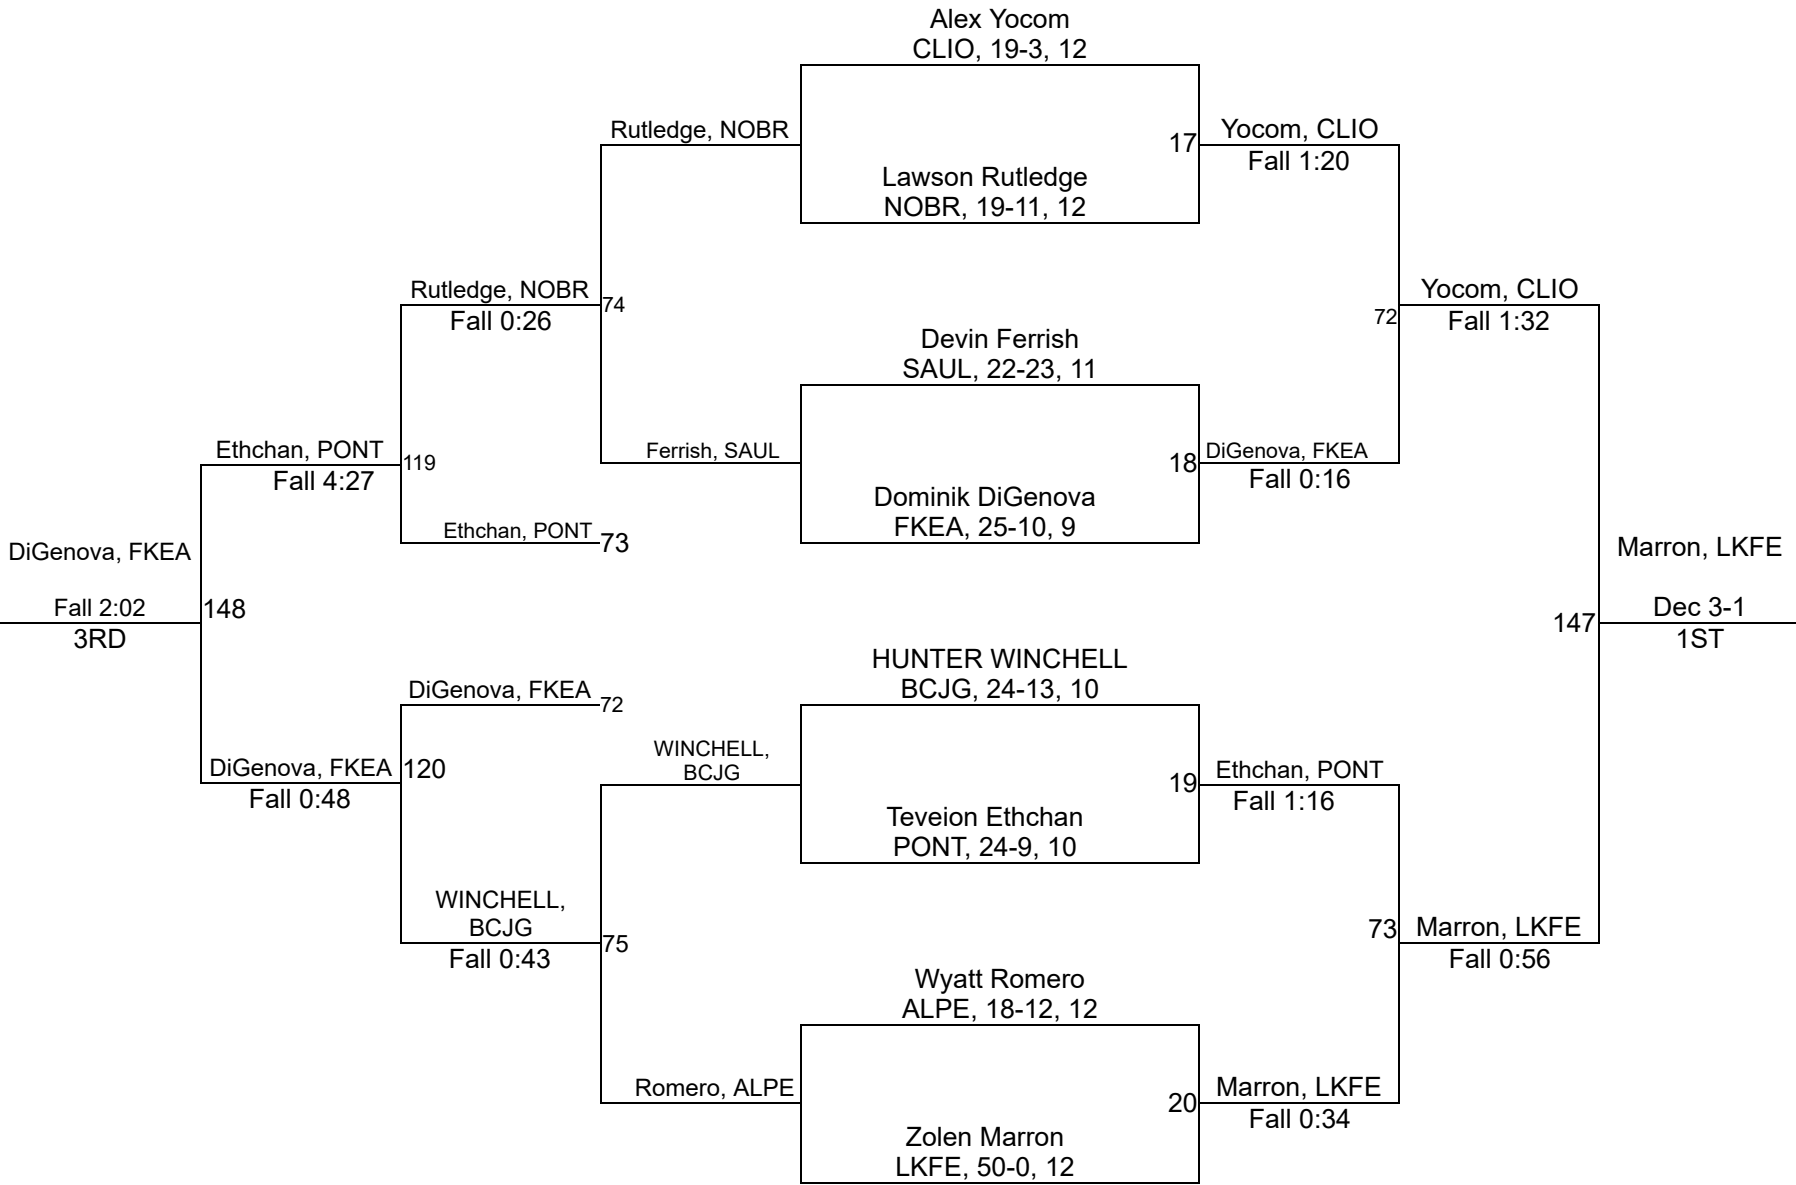 Alex Yocom
CLIO, 19-3, 12
Rutledge, NOBR
17
Yocom, CLIO
Fall 1:20
Lawson Rutledge
NOBR, 19-11, 12
Rutledge, NOBR
74
Fall 0:26
72
Yocom, CLIO
Fall 1:32
Devin Ferrish
SAUL, 22-23, 11
Ethchan, PONT
119
Fall 4:27
Ferrish, SAUL
18
DiGenova, FKEA
Fall 0:16
Dominik DiGenova
FKEA, 25-10, 9
Ethchan, PONT
73
DiGenova, FKEA
Marron, LKFE
Fall 2:02
148
3RD
147
Dec 3-1
1ST
HUNTER WINCHELL
BCJG, 24-13, 10
DiGenova, FKEA
72
WINCHELL,
BCJG
DiGenova, FKEA
120
Fall 0:48
19
Ethchan, PONT
Fall 1:16
Teveion Ethchan
PONT, 24-9, 10
WINCHELL,
BCJG
75
Fall 0:43
73
Marron, LKFE
Fall 0:56
Wyatt Romero
ALPE, 18-12, 12
Romero, ALPE
20
Marron, LKFE
Fall 0:34
Zolen Marron
LKFE, 50-0, 12